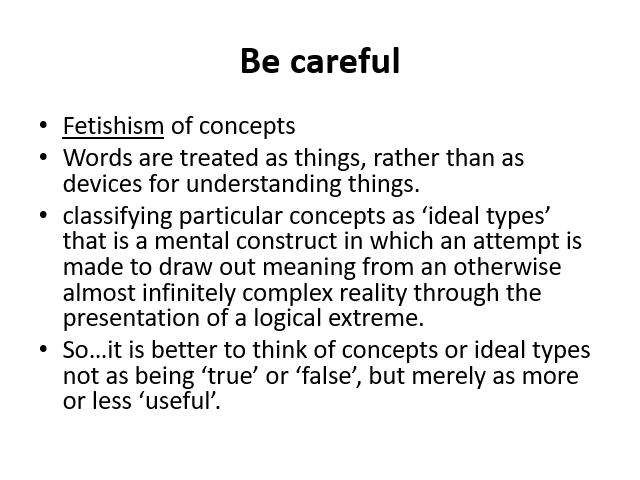 Be careful
• Fetishism of concepts
• Words are treated as things, rather than as
devices for understanding things.
• classifying particular concepts as ‘ideal types’
that is a mental construct in which an attempt is
made to draw out meaning from an otherwise
almost infinitely complex reality through the
presentation of a logical extreme.
• So…it is better to think of concepts or ideal types
not as being ‘true’ or ‘false’, but merely as more
or less ‘useful’.